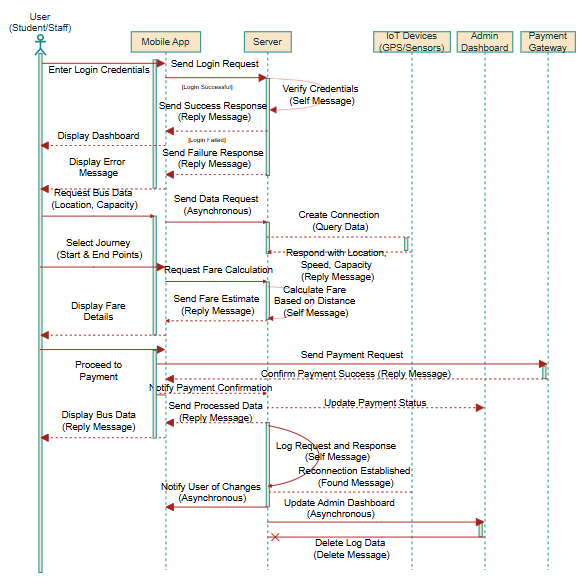 User
(Student/Staff)
Mobile App
Server
IoT Devices
(GPS/Sensors)
Admin
Dashboard
Payment
Gateway
Enter Login Credentials
Send Login Request
[Login Successful]
Verify Credentials
(Self Message)
Send Success Response
(Reply Message)
Display Dashboard
[Login Failed]
Send Failure Response
(Reply Message)
Display Error
Message
Request Bus Data
(Location, Capacity)
Send Data Request
(Asynchronous)
Create Connection
(Query Data)
Select Journey
(Start & End Points)
Respond with Location,
Speed, Capacity
(Reply Message)
Request Fare Calculation
Calculate Fare
Based on Distance
(Self Message)
Send Fare Estimate
(Reply Message)
Display Fare
Details
Send Payment Request
Proceed to
Payment
Confirm Payment Success (Reply Message)
Notify Payment Confirmation
Send Processed Data
(Reply Message)
Update Payment Status
Display Bus Data
(Reply Message)
Log Request and Response
(Self Message)
Reconnection Established
(Found Message)
Notify User of Changes
(Asynchronous)
Update Admin Dashboard
(Asynchronous)
Delete Log Data
(Delete Message)